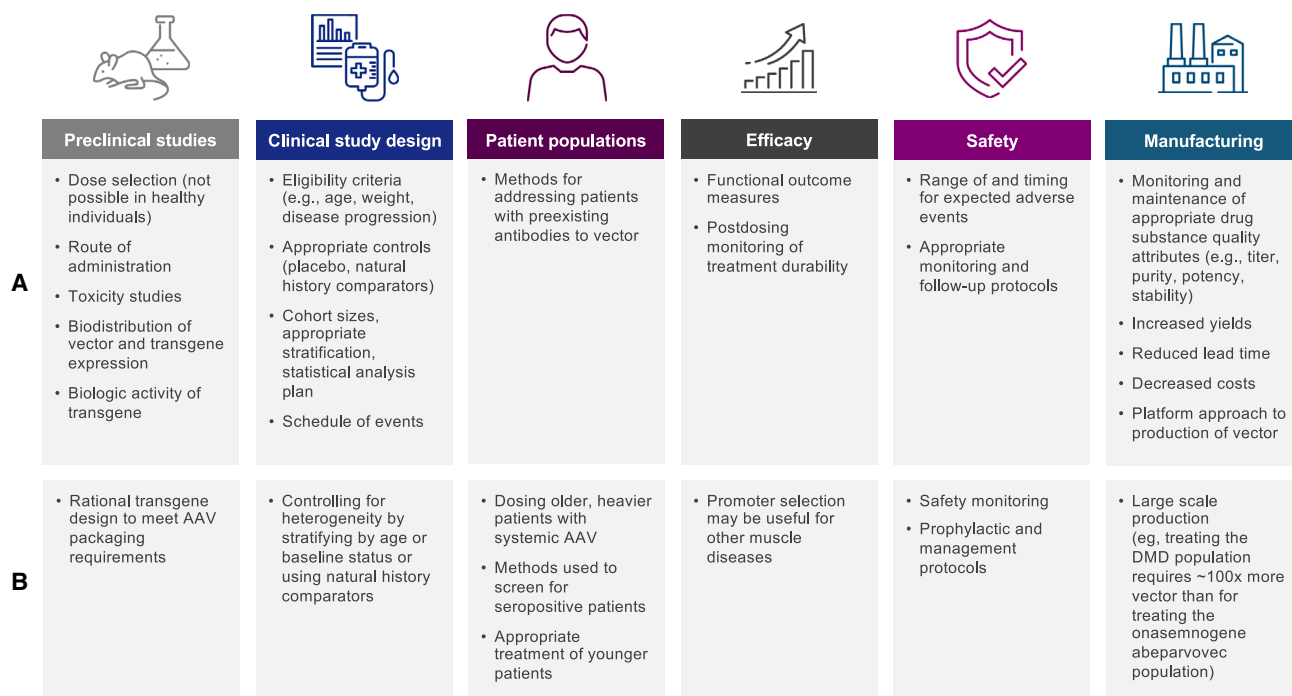 Preclinical studies
Clinical study design
Patient populations
Efficacy
Safety
Manufacturing
A
• Dose selection (not
possible in healthy
individuals)
• Route of
administration
• Toxicity studies
• Biodistribution of
vector and transgene
expression
• Biologic activity of
transgene
• Eligibility criteria
(e.g., age, weight,
disease progression)
• Appropriate controls
(placebo, natural
history comparators)
• Cohort sizes,
appropriate
stratification,
statistical analysis
plan
• Schedule of events
• Methods for
addressing patients
with preexisting
antibodies to vector
• Functional outcome
measures
• Postdosing
monitoring of
treatment durability
• Range of and timing
for expected adverse
events
• Appropriate
monitoring and
follow-up protocols
• Monitoring and
maintenance of
appropriate drug
substance quality
attributes (e.g., titer,
purity, potency,
stability)
• Increased yields
• Reduced lead time
• Decreased costs
• Platform approach to
production of vector
B
• Rational transgene
design to meet AAV
packaging
requirements
• Controlling for
heterogeneity by
stratifying by age or
baseline status or
using natural history
comparators
• Dosing older, heavier
patients with
systemic AAV
• Methods used to
screen for
seropositive patients
• Appropriate
treatment of younger
patients
• Promoter selection
may be useful for
other muscle
diseases
• Safety monitoring
• Prophylactic and
management
protocols
• Large scale
production
(eg, treating the
DMD population
requires ~100x more
vector than for
treating the
onasemnogene
abeparvovec
population)